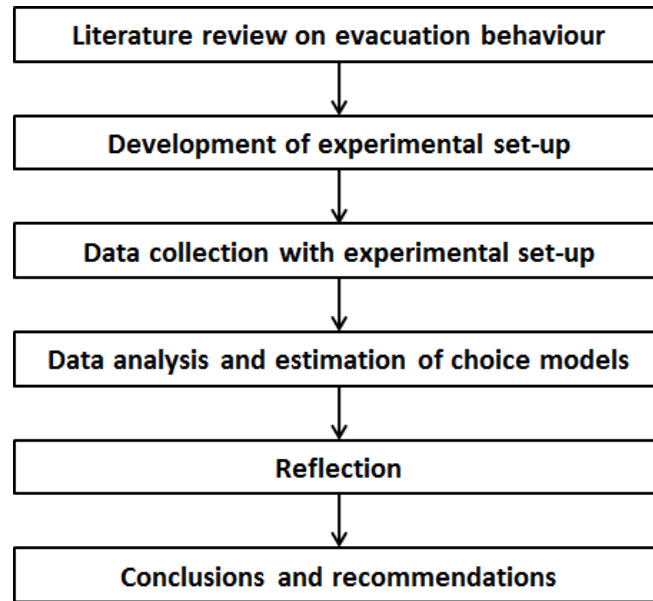 Literature review on evacuation behaviour
Development of experimental set-up
Data collection with experimental set-up
Data analysis and estimation of choice models
Reflection
Conclusions and recommendations